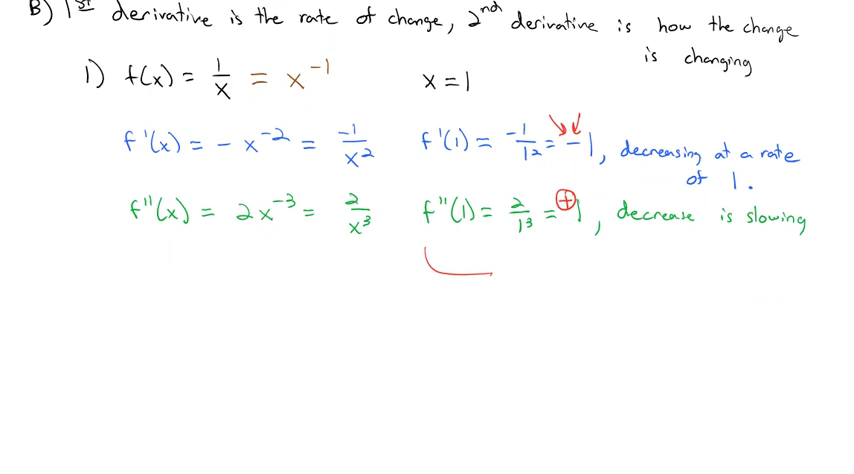 B) 1st derivative is the rate of change, 2nd derivative is how the change
is changing
1) f(x) = 1/x = x^-1 x = 1
f'(x) = - x^-2 = -1/x^2 f'(1) = -1/1^2 = -1, decreasing at a rate
of 1.
f''(x) = 2x^-3 = 2/x^3 f''(1) = 2/1^3 = +1, decrease is slowing